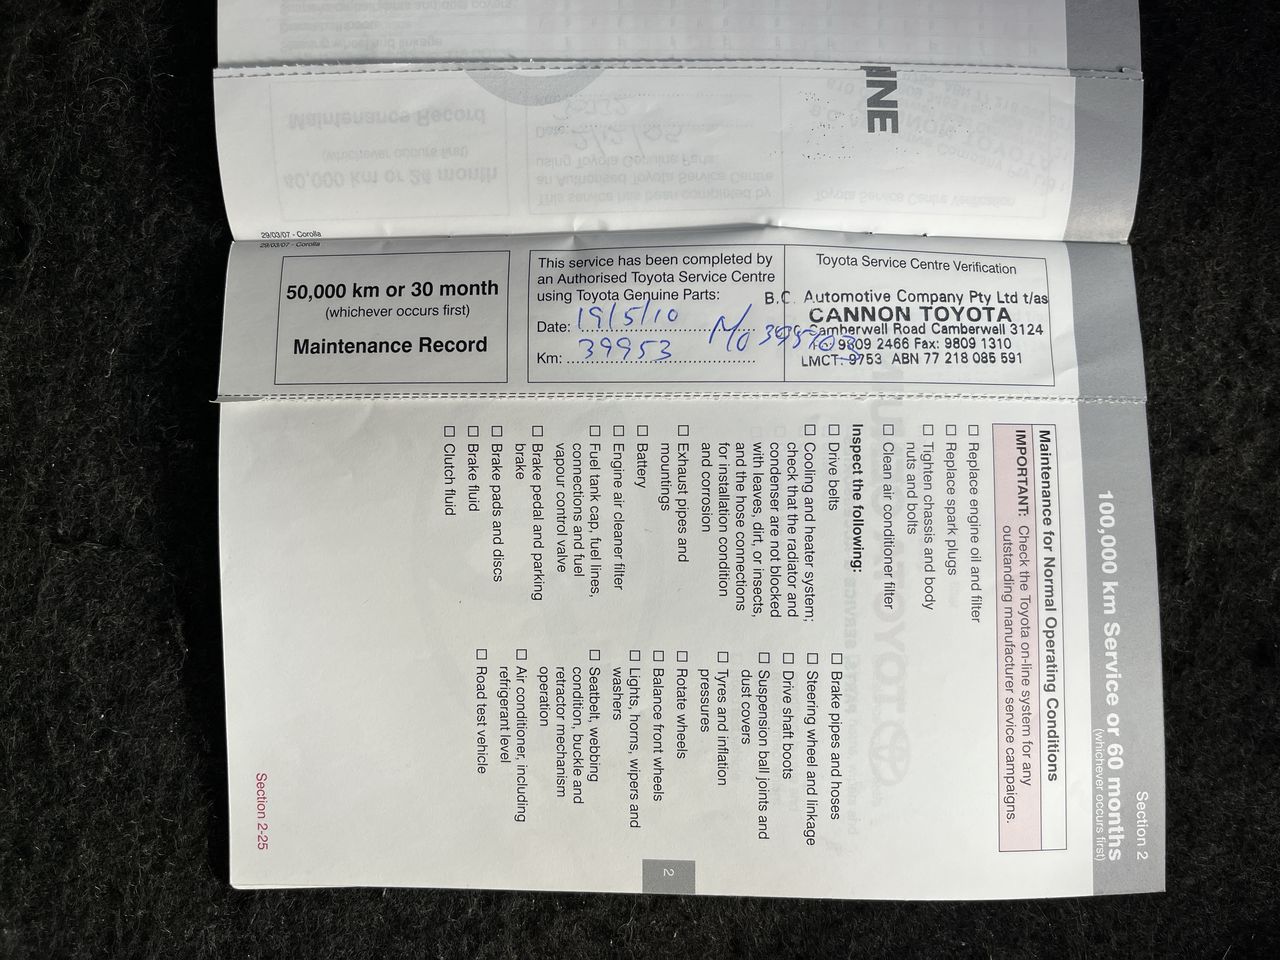 NE
29/03/07 - Corolla
29/03/07 - Corolla
50,000 km or 30 month
(whichever occurs first)
Maintenance Record
This service has been completed by
an Authorised Toyota Service Centre
using Toyota Genuine Parts:
Date: 19/5/10
Km: 39953
Toyota Service Centre Verification
B.C. Automotive Company Pty Ltd t/as
CANNON TOYOTA
Camberwell Road Camberwell 3124
9809 2466 Fax: 9809 1310
LMCT: 9753 ABN 77 218 085 591
Section 2
100,000 km Service or 60 months
(whichever occurs first)
Maintenance for Normal Operating Conditions
IMPORTANT: Check the Toyota on-line system for any
outstanding manufacturer service campaigns.
☐ Replace engine oil and filter
☐ Replace spark plugs
☐ Tighten chassis and body
nuts and bolts
☐ Clean air conditioner filter
Inspect the following:
☐ Drive belts
☐ Cooling and heater system;
check that the radiator and
condenser are not blocked
with leaves, dirt, or insects,
and the hose connections
for installation condition
and corrosion
☐ Exhaust pipes and
mountings
☐ Battery
☐ Engine air cleaner filter
☐ Fuel tank cap, fuel lines,
connections and fuel
vapour control valve
☐ Brake pedal and parking
brake
☐ Brake pads and discs
☐ Brake fluid
☐ Clutch fluid
☐ Brake pipes and hoses
☐ Steering wheel and linkage
☐ Drive shaft boots
☐ Suspension ball joints and
dust covers
☐ Tyres and inflation
pressures
☐ Rotate wheels
☐ Balance front wheels
☐ Lights, horns, wipers and
washers
☐ Seatbelt, webbing
condition, buckle and
retractor mechanism
operation
☐ Air conditioner, including
refrigerant level
☐ Road test vehicle
2
Section 2-25